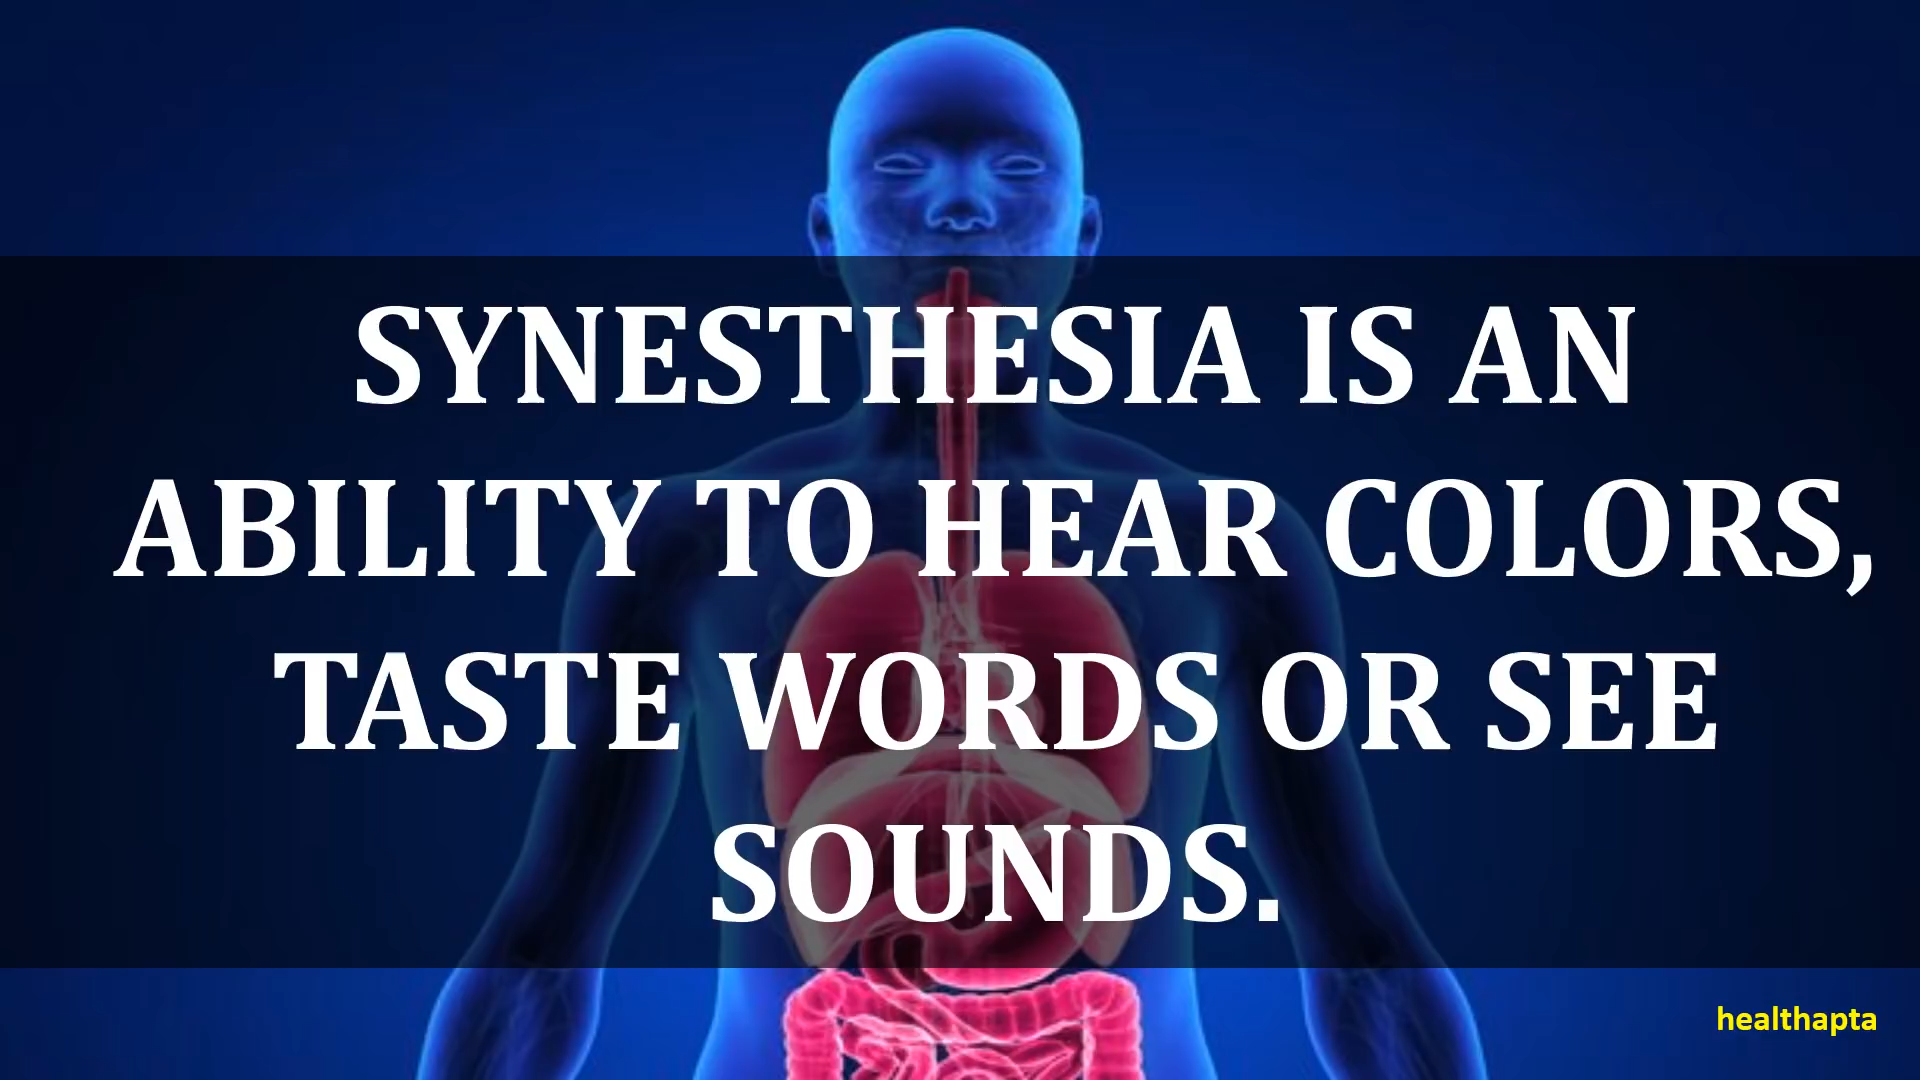 SYNESTHESIA IS AN
ABILITY TO HEAR COLORS,
TASTE WORDS OR SEE
SOUNDS.
healthapta